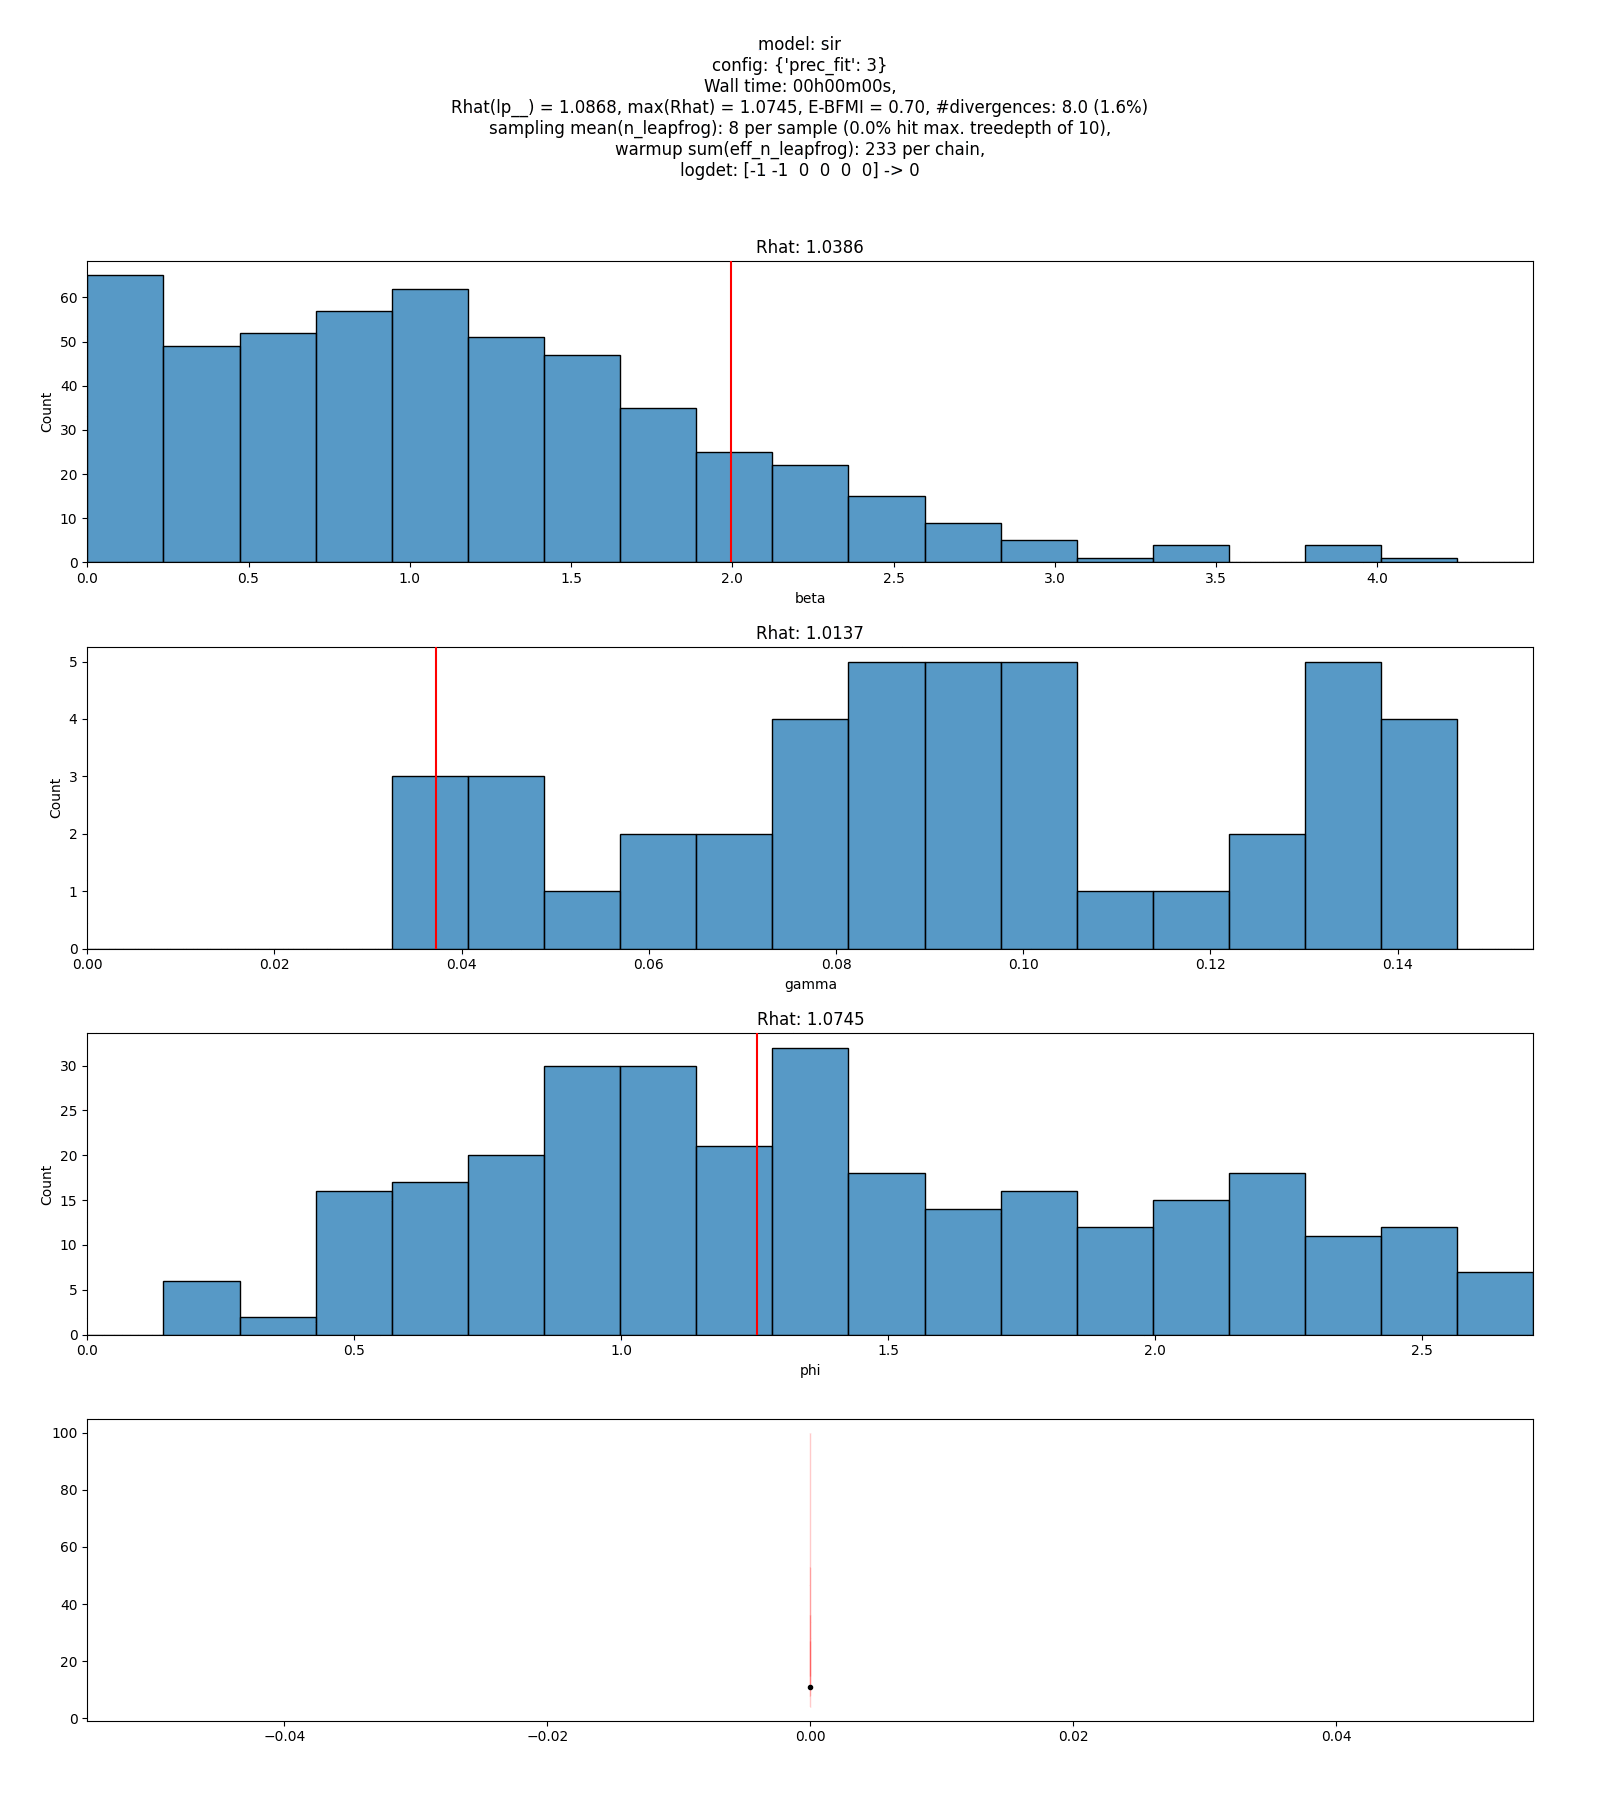 model: sir
config: {'prec_fit': 3}
Wall time: 00h00m00s,
Rhat(lp__) = 1.0868, max(Rhat) = 1.0745, E-BFMI = 0.70, #divergences: 8.0 (1.6%)
sampling mean(n_leapfrog): 8 per sample (0.0% hit max. treedepth of 10),
warmup sum(eff_n_leapfrog): 233 per chain,
logdet: [-1 -1  0  0  0  0] -> 0
Rhat: 1.0386
60
50
40
30
20
10
0
Count
0.0 0.5 1.0 1.5 2.0 2.5 3.0 3.5 4.0
beta
Rhat: 1.0137
5
4
3
2
1
0
Count
0.00 0.02 0.04 0.06 0.08 0.10 0.12 0.14
gamma
Rhat: 1.0745
30
25
20
15
10
5
0
Count
0.0 0.5 1.0 1.5 2.0 2.5
phi
100
80
60
40
20
0
−0.04 −0.02 0.00 0.02 0.04